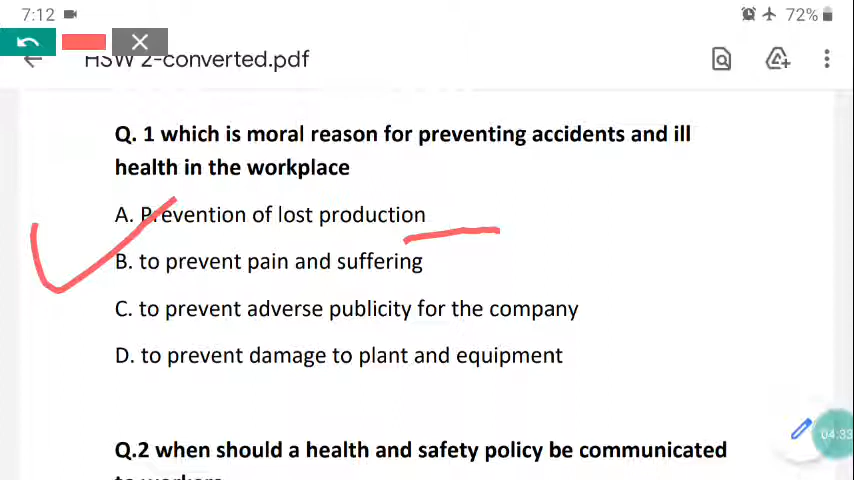 7:12
72%
HSW 2-converted.pdf
Q. 1 which is moral reason for preventing accidents and ill
health in the workplace
A. Prevention of lost production
B. to prevent pain and suffering
C. to prevent adverse publicity for the company
D. to prevent damage to plant and equipment
04:33
Q.2 when should a health and safety policy be communicated
to workers